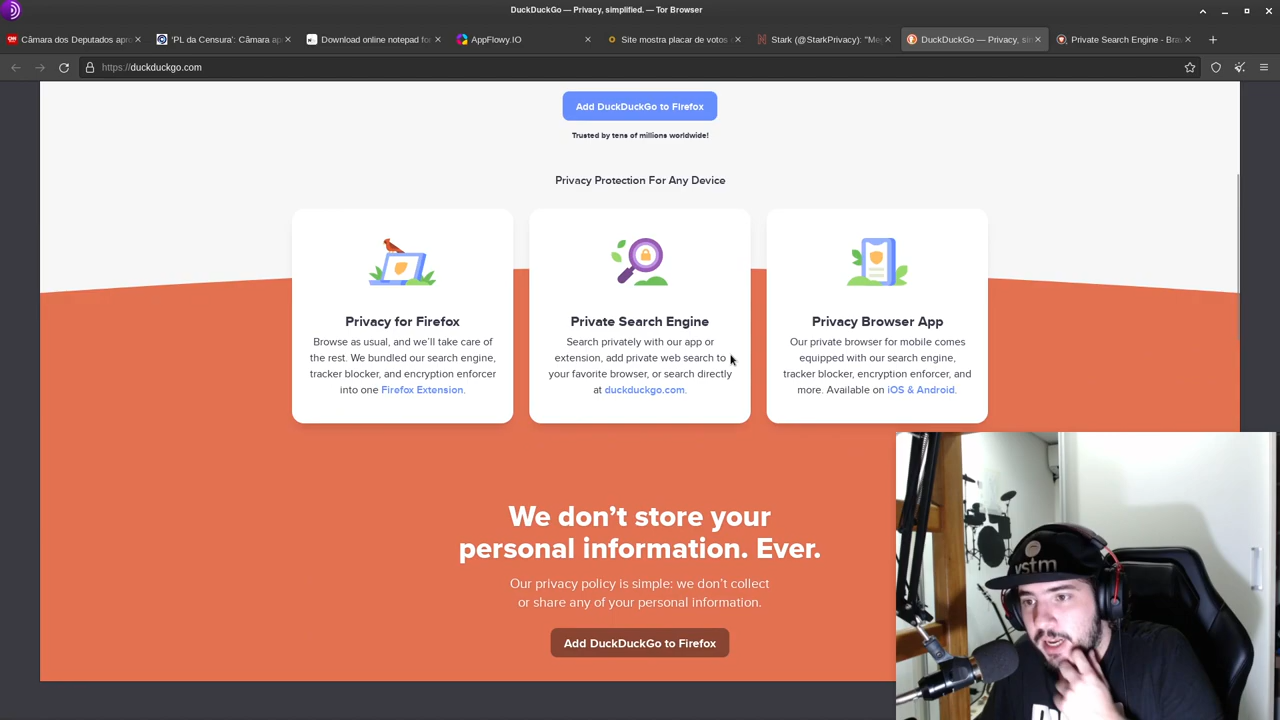 DuckDuckGo — Privacy, simplified. — Tor Browser
Câmara dos Deputados apro
'PL da Censura': Câmara ap
Download online notepad for
AppFlowy.IO
Site mostra placar de votos
Stark (@StarkPrivacy): "Me
DuckDuckGo — Privacy, sim
Private Search Engine - Bra
https://duckduckgo.com
Add DuckDuckGo to Firefox
Trusted by tens of millions worldwide!
Privacy Protection For Any Device
Privacy for Firefox
Browse as usual, and we'll take care of
the rest. We bundled our search engine,
tracker blocker, and encryption enforcer
into one Firefox Extension.
Private Search Engine
Search privately with our app or
extension, add private web search to
your favorite browser, or search directly
at duckduckgo.com.
Privacy Browser App
Our private browser for mobile comes
equipped with our search engine,
tracker blocker, encryption enforcer, and
more. Available on iOS & Android.
We don't store your
personal information. Ever.
Our privacy policy is simple: we don't collect
or share any of your personal information.
Add DuckDuckGo to Firefox
vstm